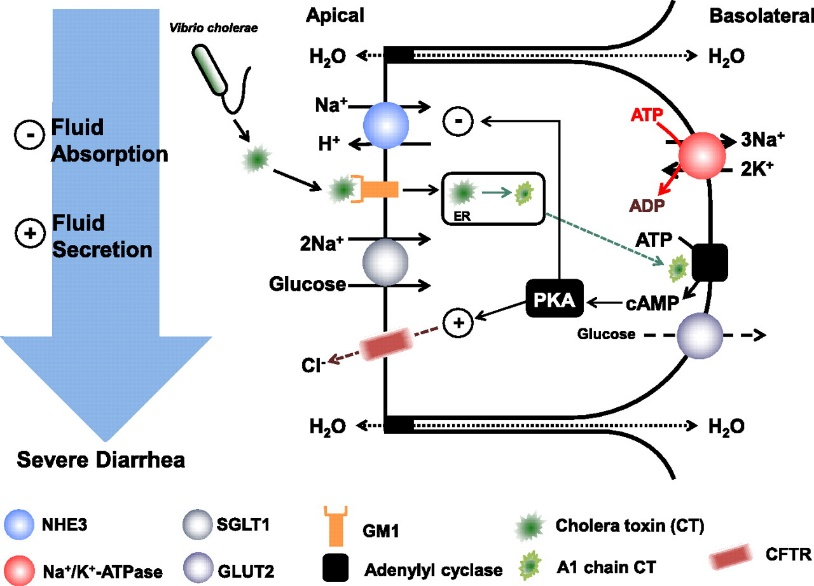 Apical
Basolateral
Vibrio cholerae
H₂O
H₂O
-
Fluid
Absorption
+
Fluid
Secretion
Severe Diarrhea
Na⁺
H⁺
-
ATP
ADP
3Na⁺
2K⁺
ER
2Na⁺
Glucose
ATP
cAMP
PKA
+
Glucose
Cl⁻
H₂O
H₂O
NHE3
SGLT1
GM1
Cholera toxin (CT)
CFTR
Na⁺/K⁺-ATPase
GLUT2
Adenylyl cyclase
A1 chain CT